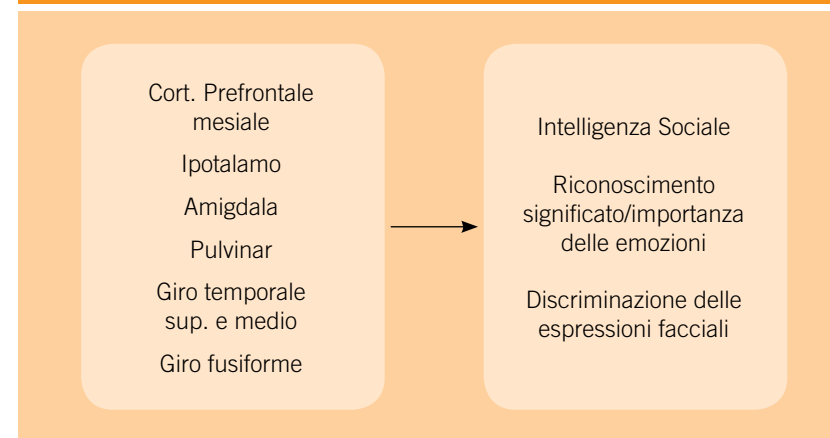 Cort. Prefrontale
mesiale
Ipotalamo
Amigdala
Pulvinar
Giro temporale
sup. e medio
Giro fusiforme
Intelligenza Sociale
Riconoscimento
significato/importanza
delle emozioni
Discriminazione delle
espressioni facciali